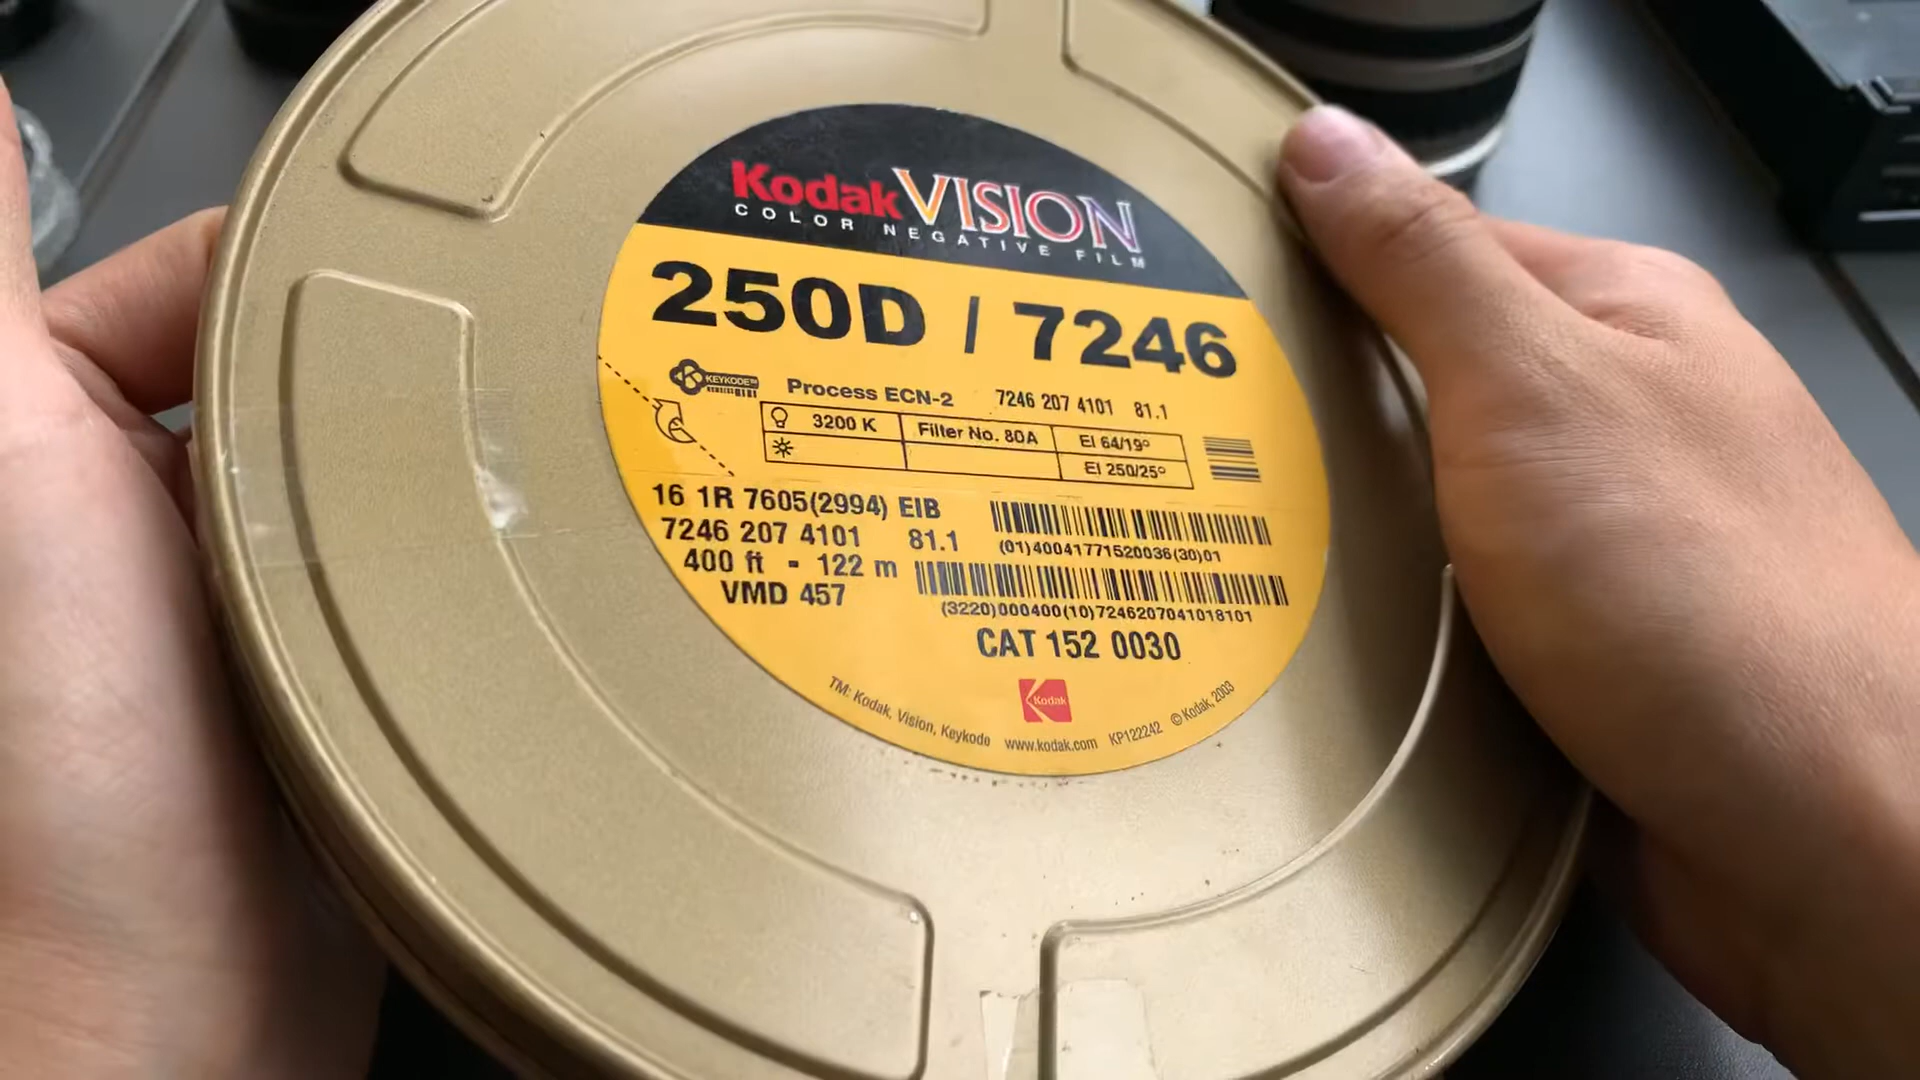 Kodak VISION
COLOR NEGATIVE FILM
250D / 7246
KEYKODE™
Process ECN-2 7246 207 4101 81.1
3200 K Filter No. 80A EI 64/19°
EI 250/25°
16 1R 7605(2994) EIB
7246 207 4101 81.1
(01)40041771520036(30)01
400 ft - 122 m
VMD 457
(3220)000400(10)7246207041018101
CAT 152 0030
Kodak
TM: Kodak, Vision, Keykode www.kodak.com KP122242 © Kodak, 2003